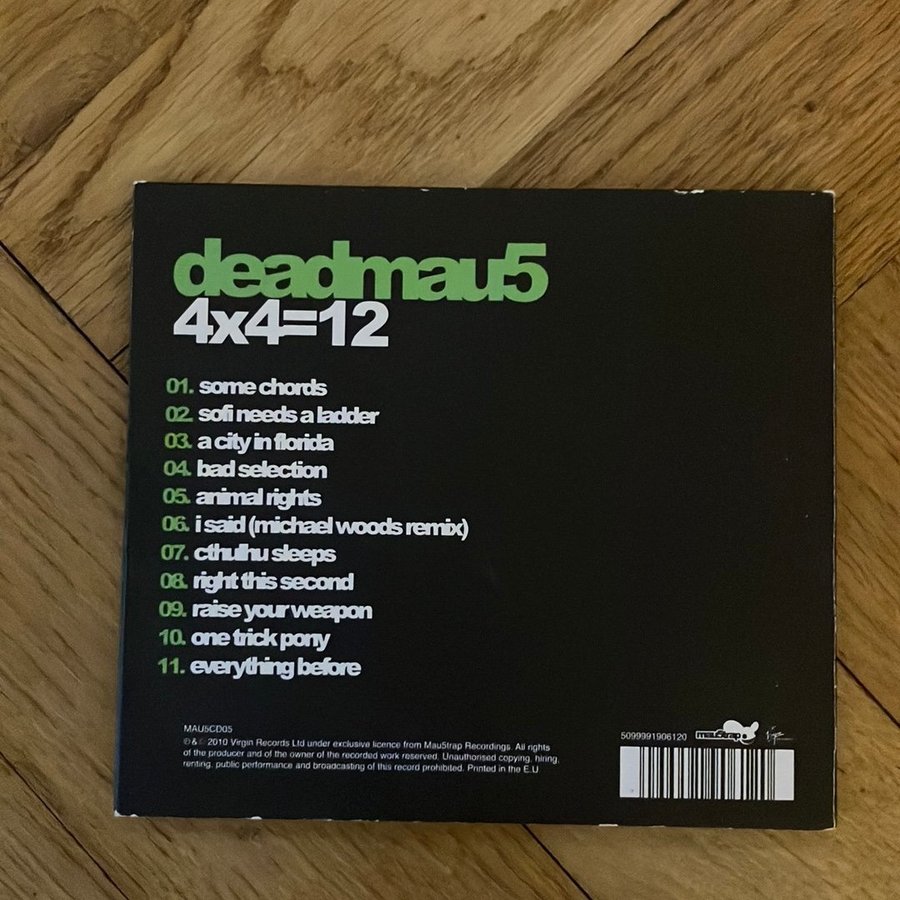 deadmau5
4x4=12
01. some chords
02. sofi needs a ladder
03. a city in florida
04. bad selection
05. animal rights
06. i said (michael woods remix)
07. cthulhu sleeps
08. right this second
09. raise your weapon
10. one trick pony
11. everything before
MAU5CD05
℗ & © 2010 Virgin Records Ltd under exclusive licence from Mau5trap Recordings. All rights
of the producer and of the owner of the recorded work reserved. Unauthorised copying, hiring,
renting, public performance and broadcasting of this record prohibited. Printed in the E.U
5099991906120
mau5trap
Virgin